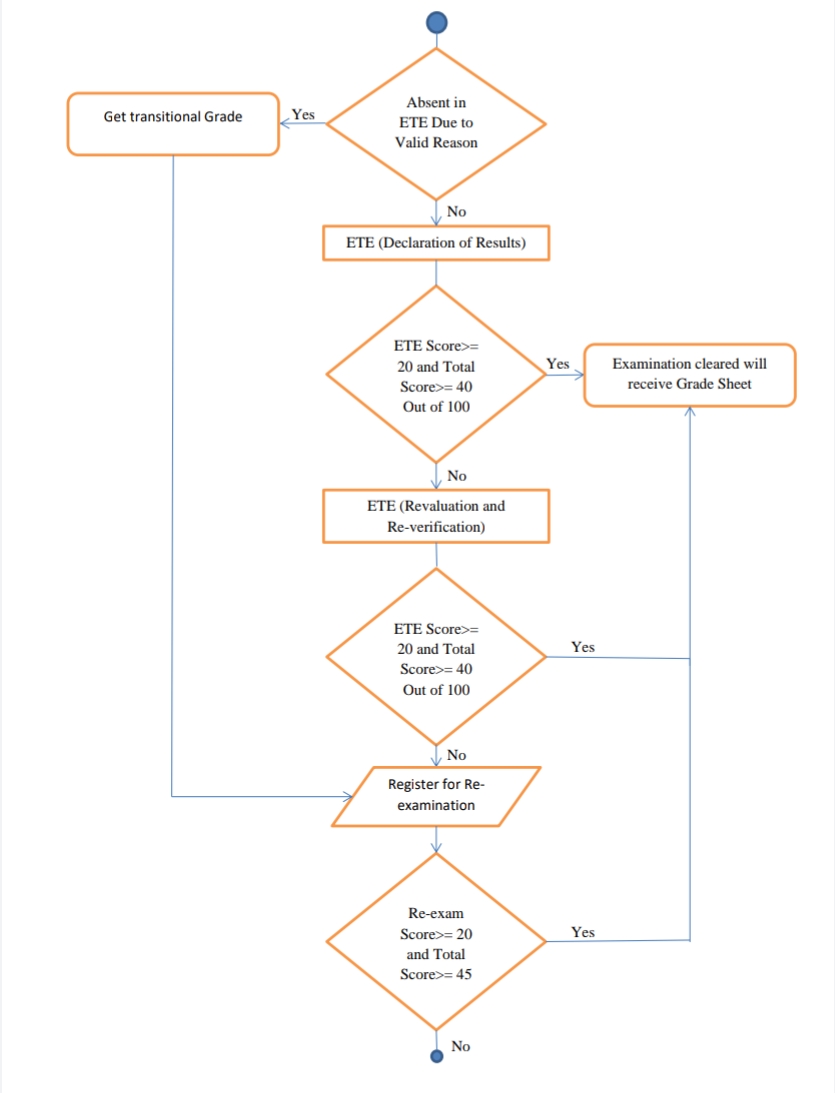 Absent in
ETE Due to
Valid Reason
Yes
Get transitional Grade
No
ETE (Declaration of Results)
ETE Score>=
20 and Total
Score>= 40
Out of 100
Yes
Examination cleared will
receive Grade Sheet
No
ETE (Revaluation and
Re-verification)
ETE Score>=
20 and Total
Score>= 40
Out of 100
Yes
No
Register for Re-
examination
Re-exam
Score>= 20
and Total
Score>= 45
Yes
No